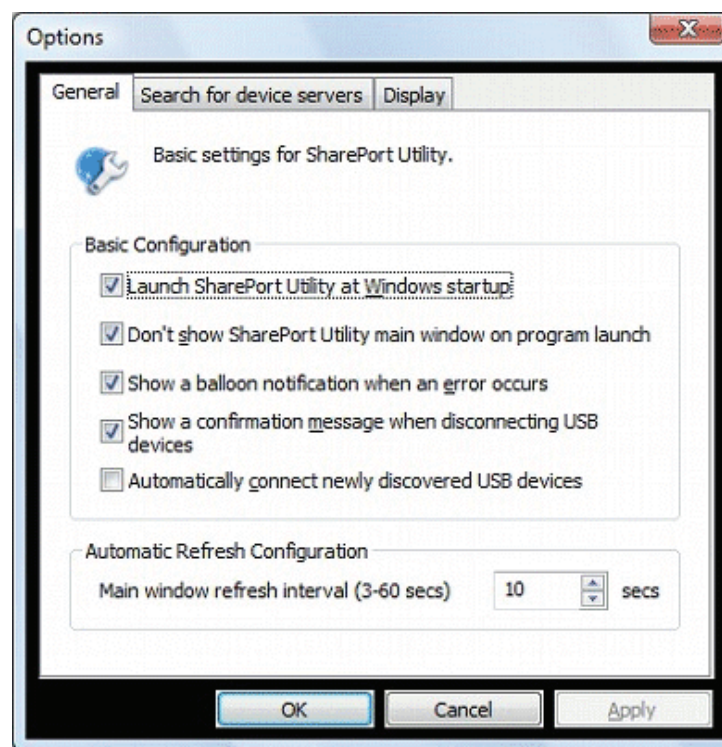 Options
General
Search for device servers
Display
Basic settings for SharePort Utility.
Basic Configuration
Launch SharePort Utility at Windows startup
Don't show SharePort Utility main window on program launch
Show a balloon notification when an error occurs
Show a confirmation message when disconnecting USB
devices
Automatically connect newly discovered USB devices
Automatic Refresh Configuration
Main window refresh interval (3-60 secs) 10 secs
OK Cancel Apply